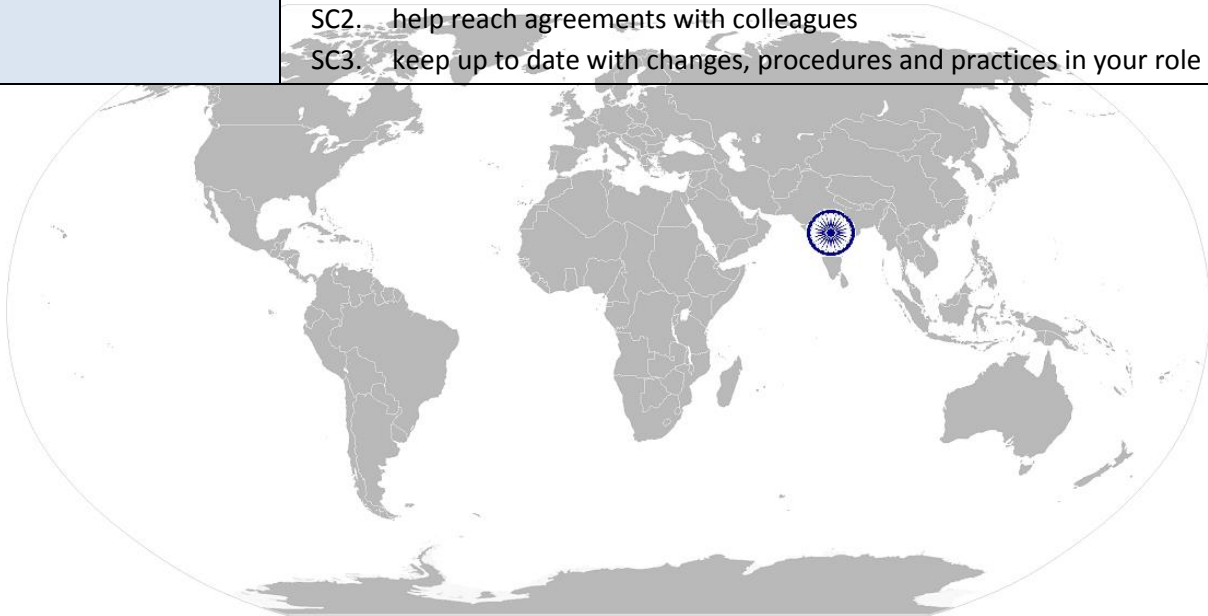 SC2. help reach agreements with colleagues
SC3. keep up to date with changes, procedures and practices in your role